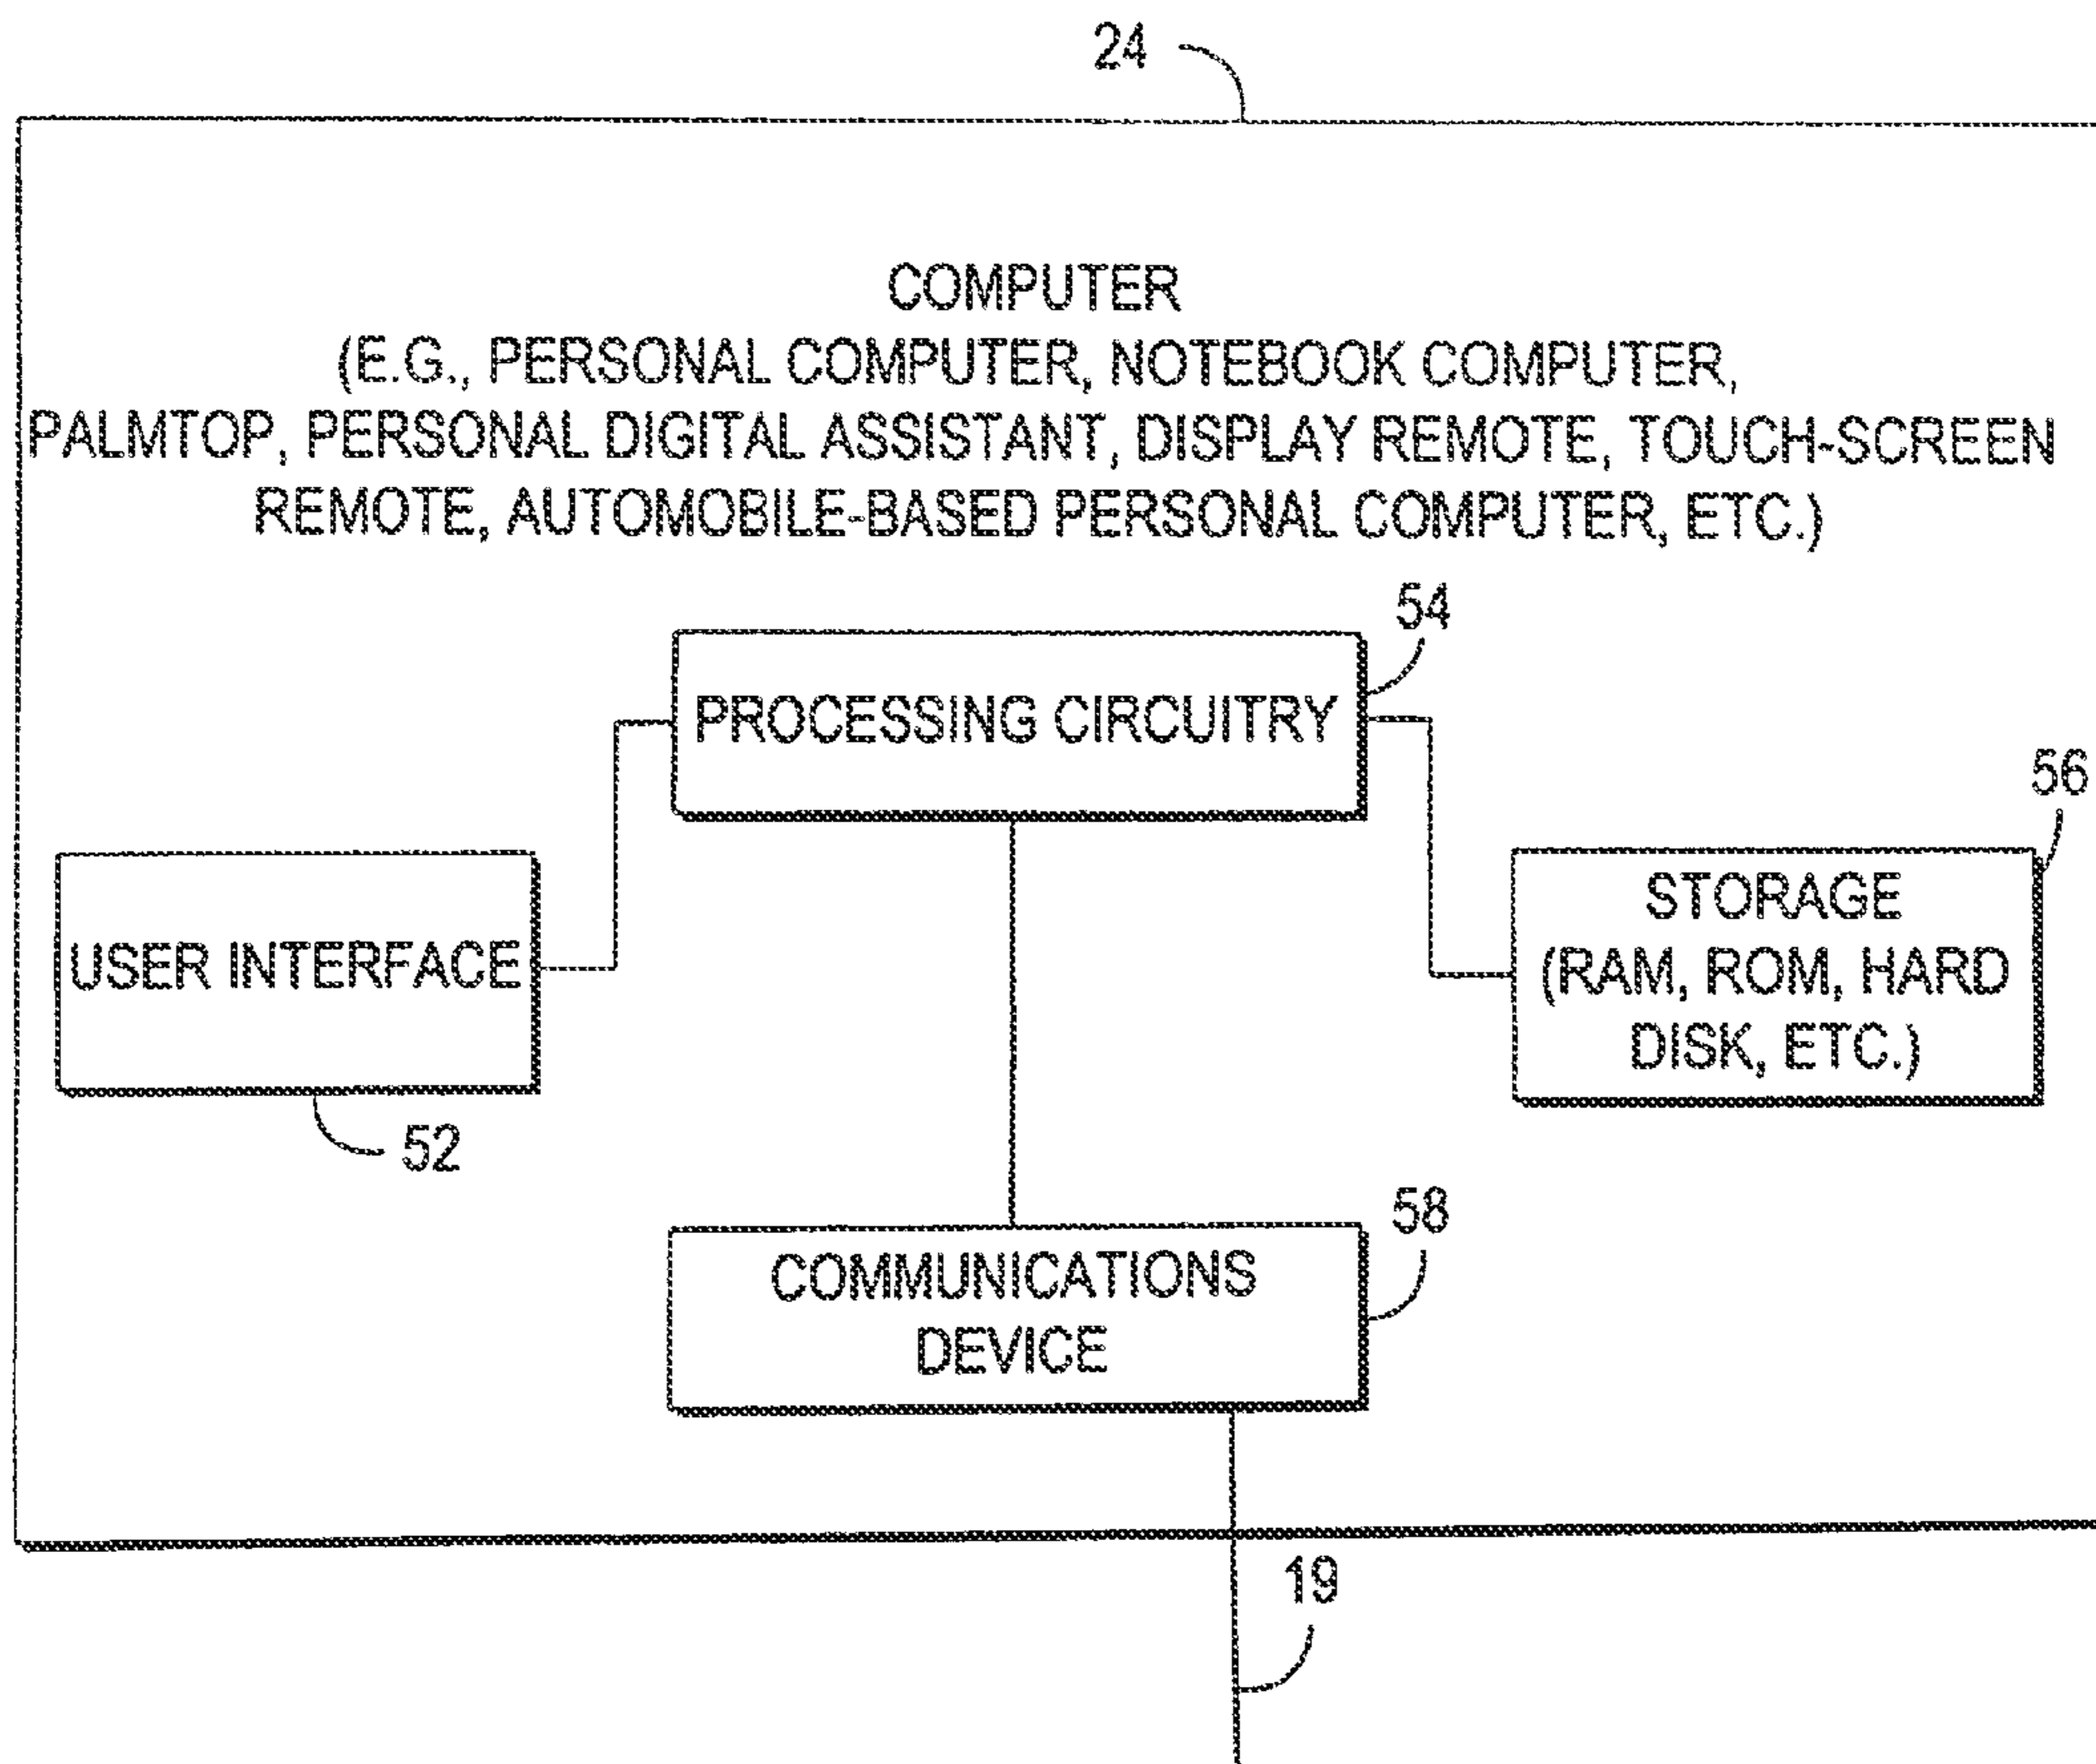 24
COMPUTER
(E.G., PERSONAL COMPUTER, NOTEBOOK COMPUTER,
PALMTOP, PERSONAL DIGITAL ASSISTANT, DISPLAY REMOTE, TOUCH-SCREEN
REMOTE, AUTOMOBILE-BASED PERSONAL COMPUTER, ETC.)
54
PROCESSING CIRCUITRY
56
USER INTERFACE
STORAGE
(RAM, ROM, HARD
DISK, ETC.)
52
58
COMMUNICATIONS
DEVICE
19